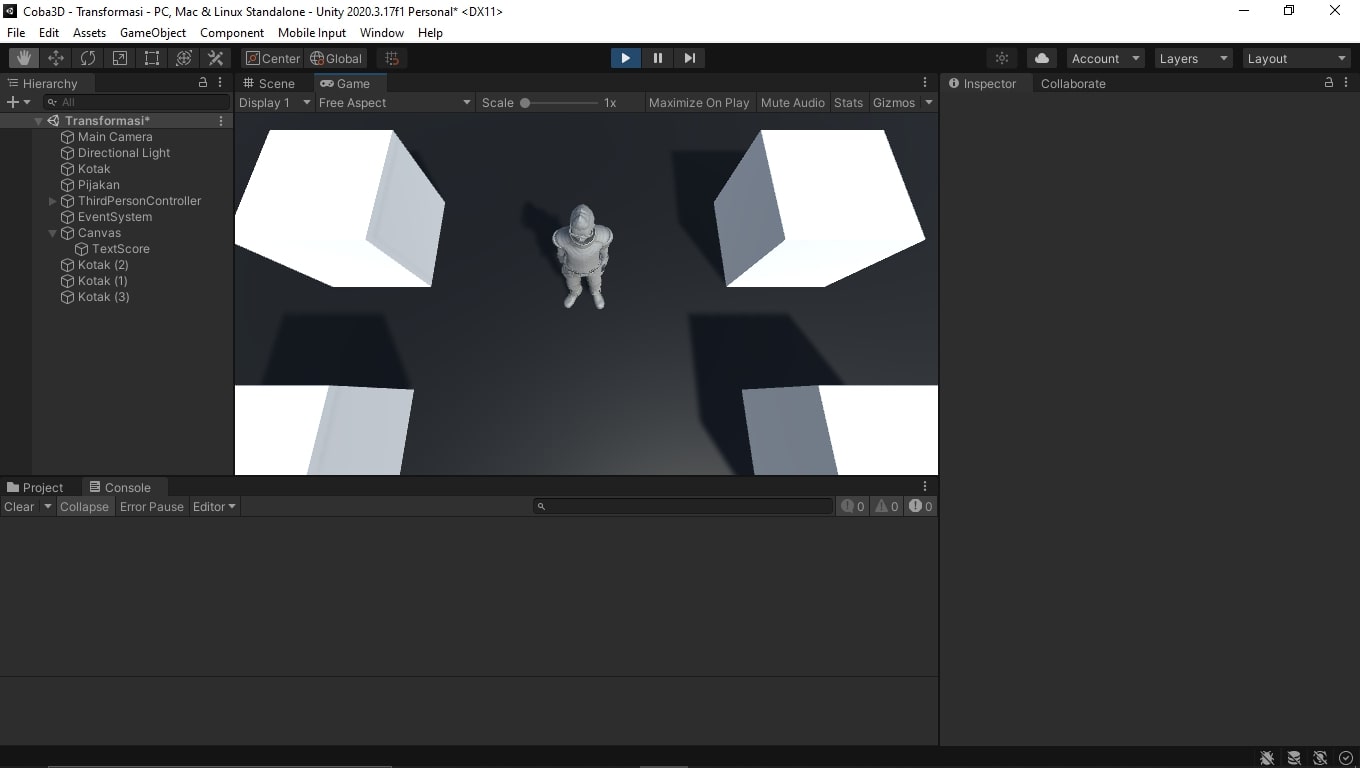 Coba3D - Transformasi - PC, Mac & Linux Standalone - Unity 2020.3.17f1 Personal* <DX11>
File Edit Assets GameObject Component Mobile Input Window Help
Center Global Account Layers Layout
Hierarchy Scene Game Inspector Collaborate
All Display 1 Free Aspect Scale 1x Maximize On Play Mute Audio Stats Gizmos
Transformasi*
Main Camera
Directional Light
Kotak
Pijakan
ThirdPersonController
EventSystem
Canvas
TextScore
Kotak (2)
Kotak (1)
Kotak (3)
Project Console
Clear Collapse Error Pause Editor 0 0 0